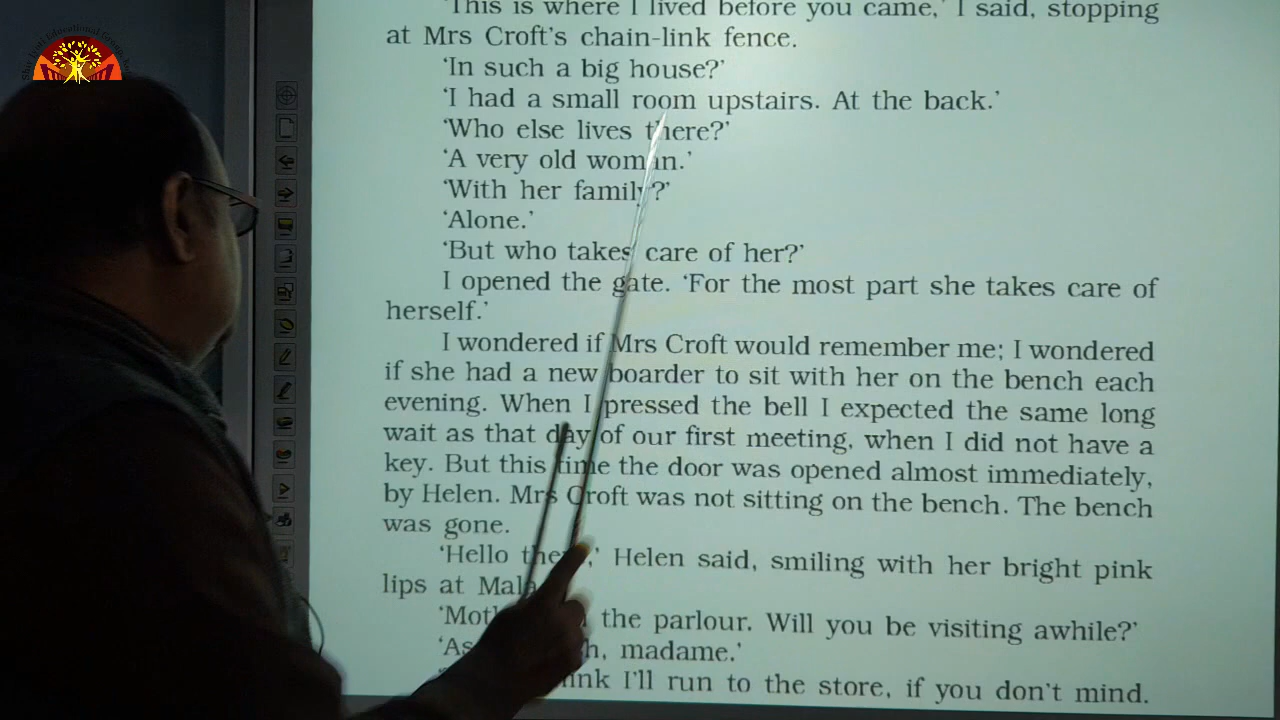 'This is where I lived before you came,' I said, stopping
at Mrs Croft's chain-link fence.
'In such a big house?'
'I had a small room upstairs. At the back.'
'Who else lives there?'
'A very old woman.'
'With her family?'
'Alone.'
'But who takes care of her?'
I opened the gate. 'For the most part she takes care of
herself.'
I wondered if Mrs Croft would remember me; I wondered
if she had a new boarder to sit with her on the bench each
evening. When I pressed the bell I expected the same long
wait as that day of our first meeting, when I did not have a
key. But this time the door was opened almost immediately,
by Helen. Mrs Croft was not sitting on the bench. The bench
was gone.
'Hello there,' Helen said, smiling with her bright pink
lips at Mala
the parlour. Will you be visiting awhile?'
madame.'
I'll run to the store, if you don't mind.